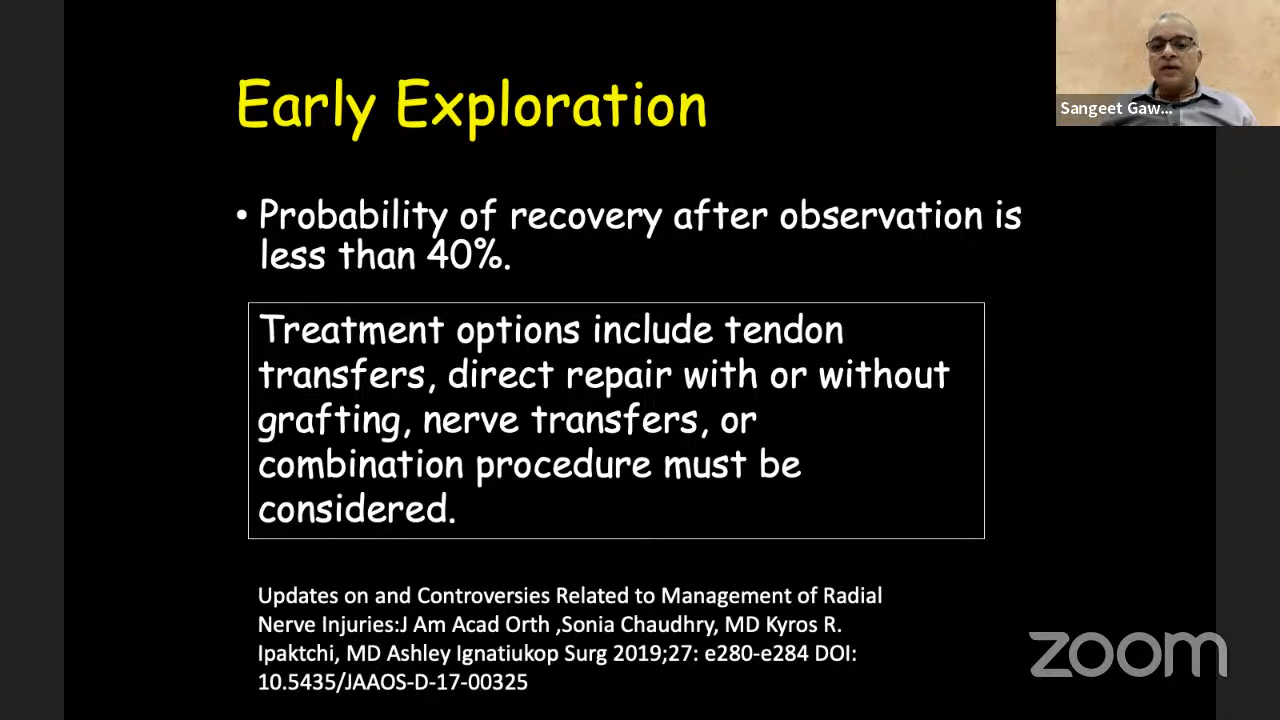 Early Exploration
Sangeet Gaw...
• Probability of recovery after observation is
less than 40%.
Treatment options include tendon
transfers, direct repair with or without
grafting, nerve transfers, or
combination procedure must be
considered.
Updates on and Controversies Related to Management of Radial
Nerve Injuries:J Am Acad Orth ,Sonia Chaudhry, MD Kyros R.
Ipaktchi, MD Ashley Ignatiukop Surg 2019;27: e280-e284 DOI:
10.5435/JAAOS-D-17-00325
zoom